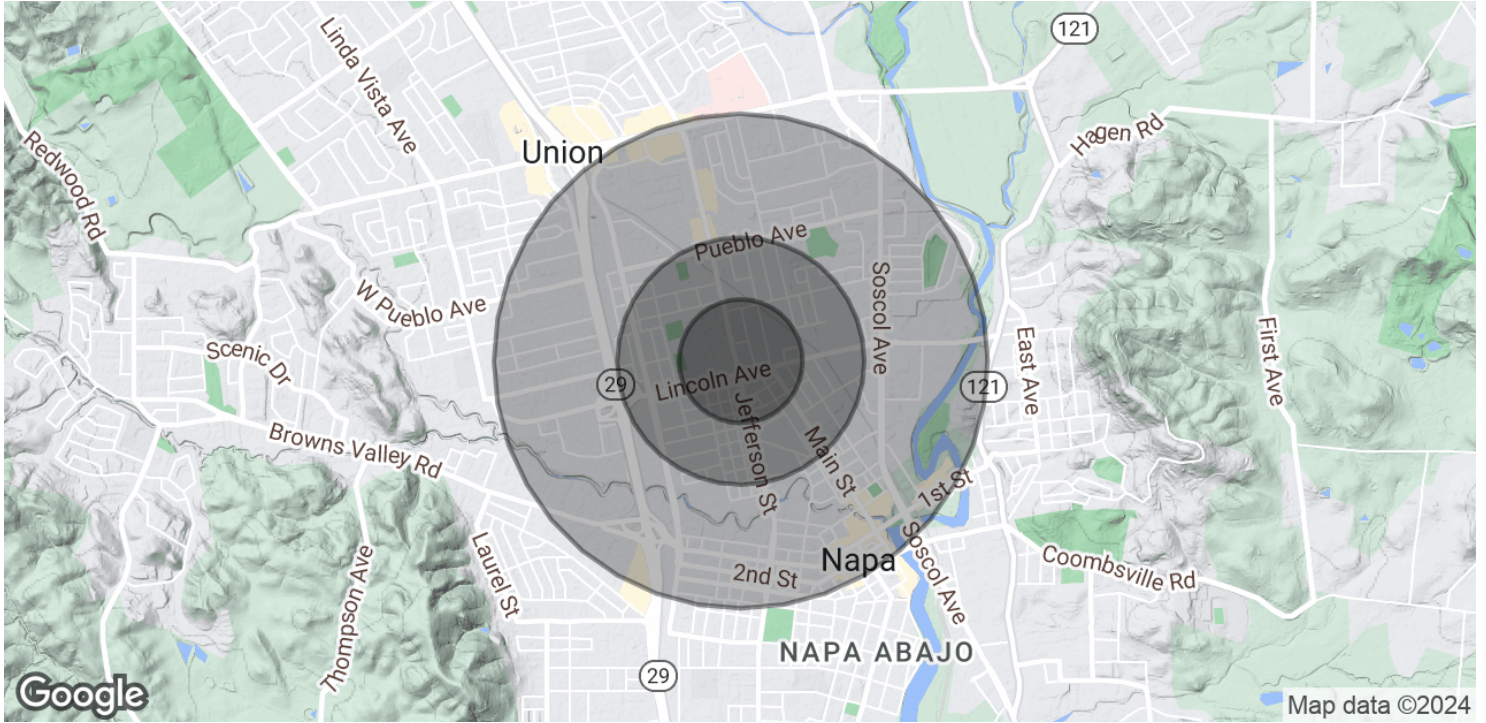 121
Linda Vista Ave
Hagen Rd
Union
Redwood Rd
Pueblo Ave
W Pueblo Ave
Soscol Ave
First Ave
East Ave
Scenic Dr
Lincoln Ave
29
121
Jefferson St
Main St
Browns Valley Rd
1st St
Soscol Ave
Napa
Coombsville Rd
2nd St
Laurel St
Thompson Ave
NAPA ABAJO
29
Google
Map data ©2024